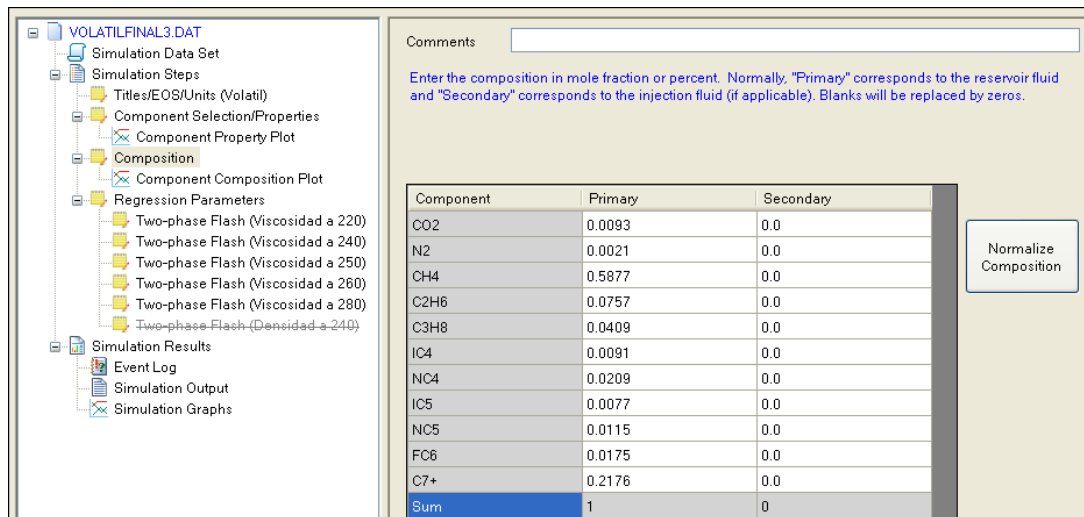 VOLATILFINAL3.DAT
Simulation Data Set
Simulation Steps
Titles/EOS/Units (Volatil)
Component Selection/Properties
Component Property Plot
Composition
Component Composition Plot
Regression Parameters
Two-phase Flash (Viscosidad a 220)
Two-phase Flash (Viscosidad a 240)
Two-phase Flash (Viscosidad a 250)
Two-phase Flash (Viscosidad a 260)
Two-phase Flash (Viscosidad a 280)
Two-phase Flash (Densidad a 240)
Simulation Results
Event Log
Simulation Output
Simulation Graphs
Comments
Enter the composition in mole fraction or percent. Normally, "Primary" corresponds to the reservoir fluid
and "Secondary" corresponds to the injection fluid (if applicable). Blanks will be replaced by zeros.
Component Primary Secondary
CO2 0.0093 0.0
N2 0.0021 0.0
CH4 0.5877 0.0
C2H6 0.0757 0.0
C3H8 0.0409 0.0
IC4 0.0091 0.0
NC4 0.0209 0.0
IC5 0.0077 0.0
NC5 0.0115 0.0
FC6 0.0175 0.0
C7+ 0.2176 0.0
Sum 1 0
Normalize
Composition